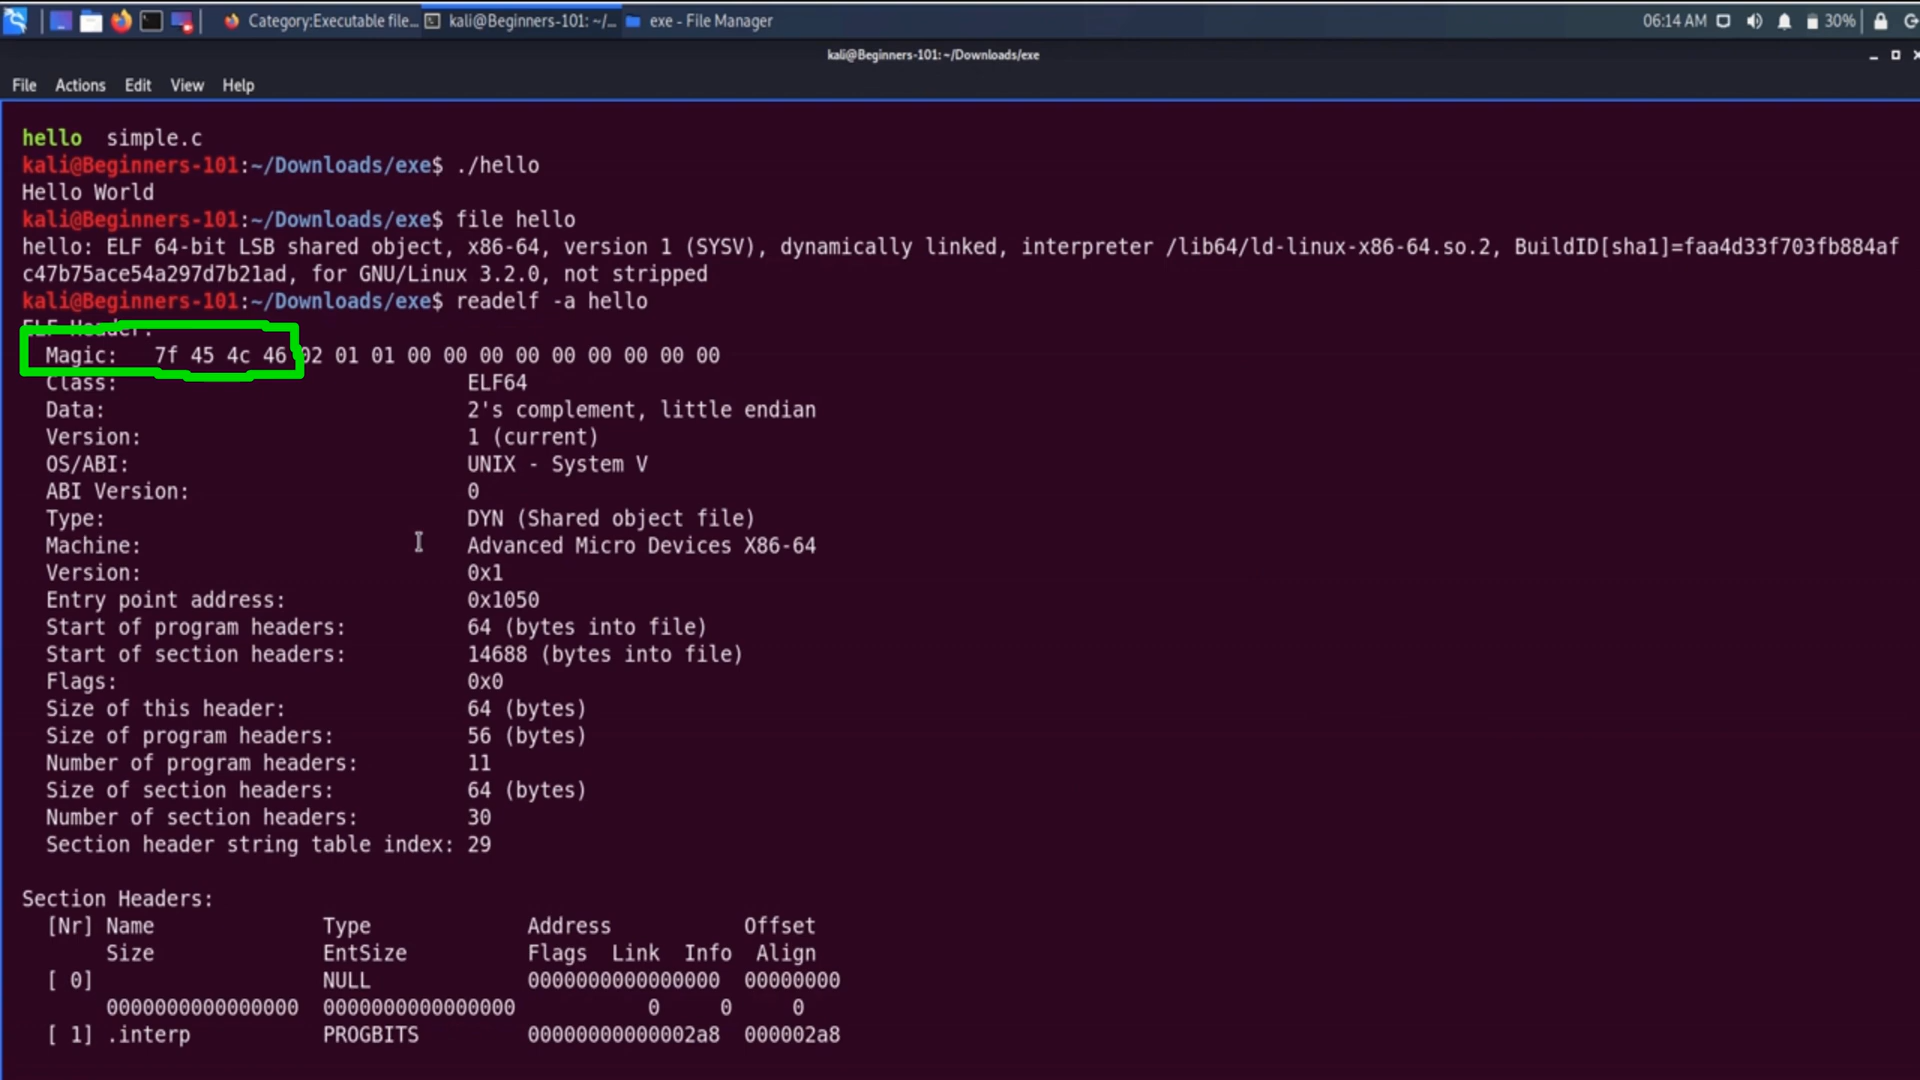 Category:Executable file... kali@Beginners-101: ~/... exe - File Manager 06:14 AM 30%
kali@Beginners-101: ~/Downloads/exe
File Actions Edit View Help
hello  simple.c
kali@Beginners-101:~/Downloads/exe$ ./hello
Hello World
kali@Beginners-101:~/Downloads/exe$ file hello
hello: ELF 64-bit LSB shared object, x86-64, version 1 (SYSV), dynamically linked, interpreter /lib64/ld-linux-x86-64.so.2, BuildID[sha1]=faa4d33f703fb884af
c47b75ace54a297d7b21ad, for GNU/Linux 3.2.0, not stripped
kali@Beginners-101:~/Downloads/exe$ readelf -a hello
ELF Header:
Magic:   7f 45 4c 46 02 01 01 00 00 00 00 00 00 00 00 00
Class:                             ELF64
Data:                              2's complement, little endian
Version:                           1 (current)
OS/ABI:                            UNIX - System V
ABI Version:                       0
Type:                              DYN (Shared object file)
Machine:                           Advanced Micro Devices X86-64
Version:                           0x1
Entry point address:               0x1050
Start of program headers:          64 (bytes into file)
Start of section headers:          14688 (bytes into file)
Flags:                             0x0
Size of this header:               64 (bytes)
Size of program headers:           56 (bytes)
Number of program headers:         11
Size of section headers:           64 (bytes)
Number of section headers:         30
Section header string table index: 29
Section Headers:
[Nr] Name              Type             Address           Offset
Size              EntSize          Flags  Link  Info  Align
[ 0]                   NULL             0000000000000000  00000000
0000000000000000  0000000000000000           0     0     0
[ 1] .interp           PROGBITS         00000000000002a8  000002a8